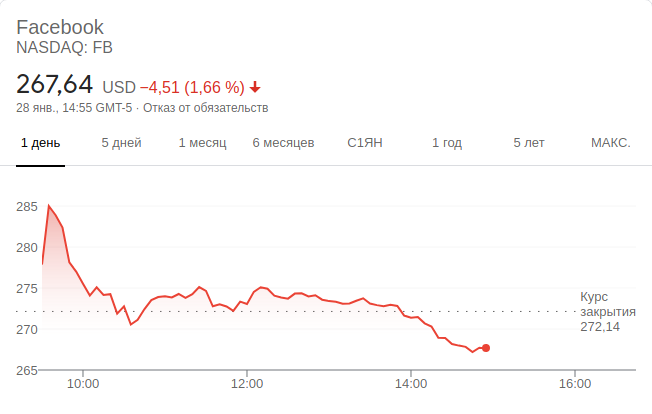 Facebook
NASDAQ: FB
267,64 USD −4,51 (1,66 %)
28 янв., 14:55 GMT-5 · Отказ от обязательств
1 день 5 дней 1 месяц 6 месяцев С1ЯН 1 год 5 лет МАКС.
285
280
275
270
265
Курс
закрытия
272,14
10:00 12:00 14:00 16:00